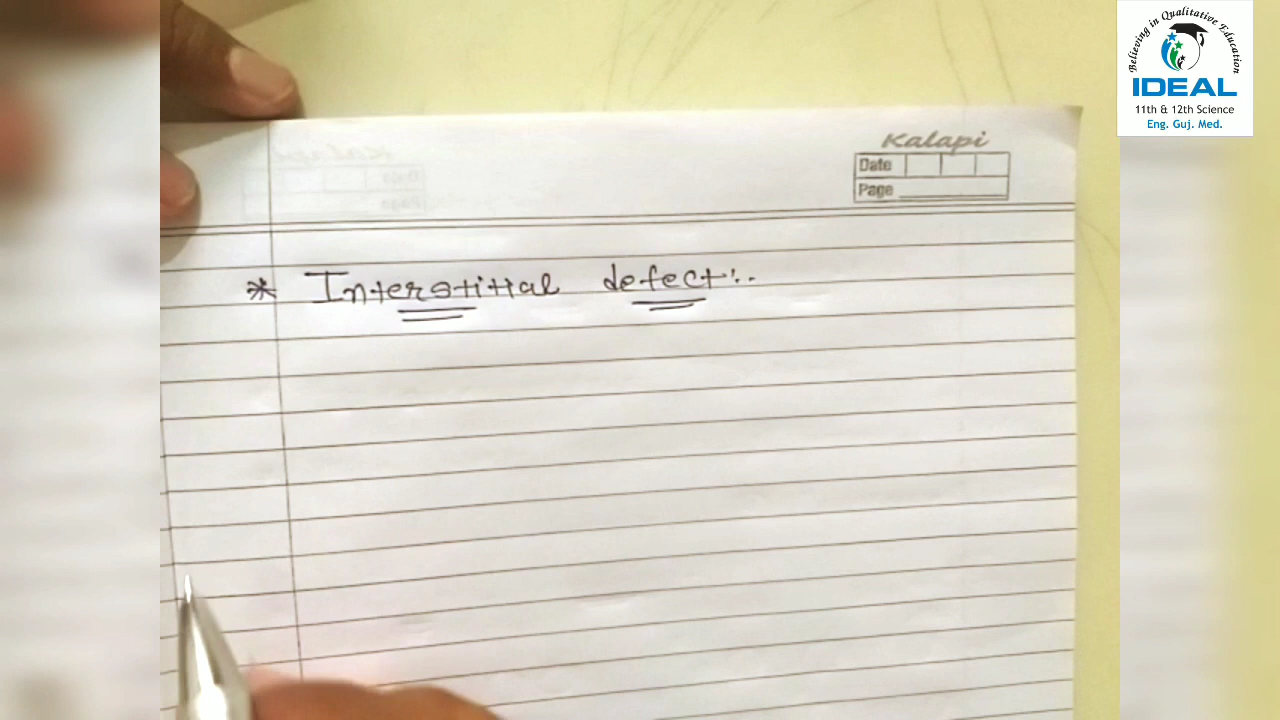 Believing in Qualitative Education
IDEAL
11th & 12th Science
Eng. Guj. Med.
Kalapi
Date
Page
* Interstitial defect :.